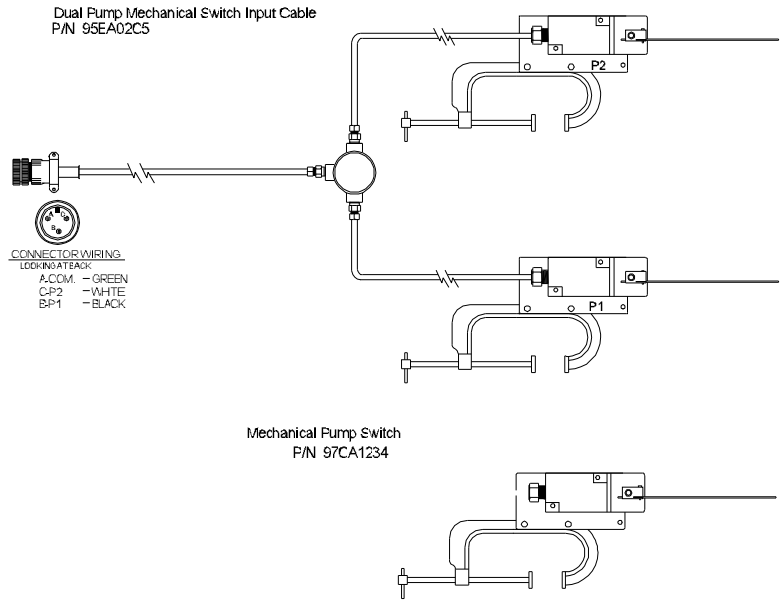 Dual Pump Mechanical Switch Input Cable
P/N 95EA02C5
P2
A C
B
CONNECTOR WIRING
LOOKING AT BACK
A-COM. - GREEN
C-P2 - WHITE
B-P1 - BLACK
P1
Mechanical Pump Switch
P/N 97CA1234